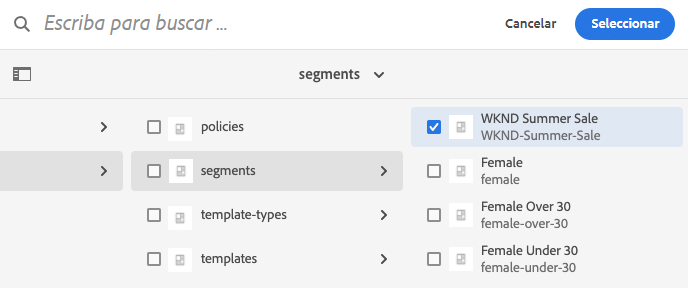 Escriba para buscar ...
Cancelar
Seleccionar
segments
policies
segments
template-types
templates
WKND Summer Sale
WKND-Summer-Sale
Female
female
Female Over 30
female-over-30
Female Under 30
female-under-30